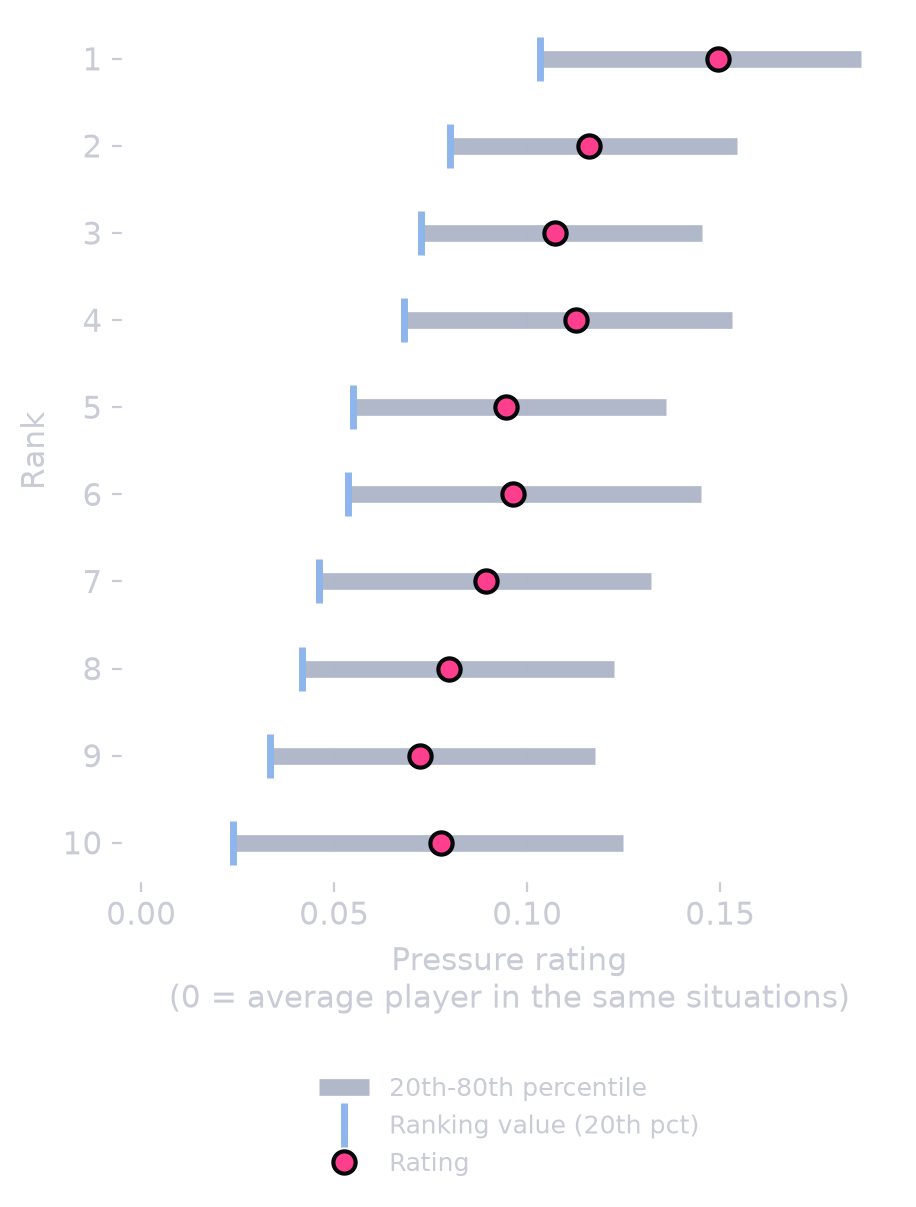 1
2
3
4
5
6
7
8
9
10
Rank
0.00 0.05 0.10 0.15
Pressure rating
(0 = average player in the same situations)
20th-80th percentile
Ranking value (20th pct)
Rating